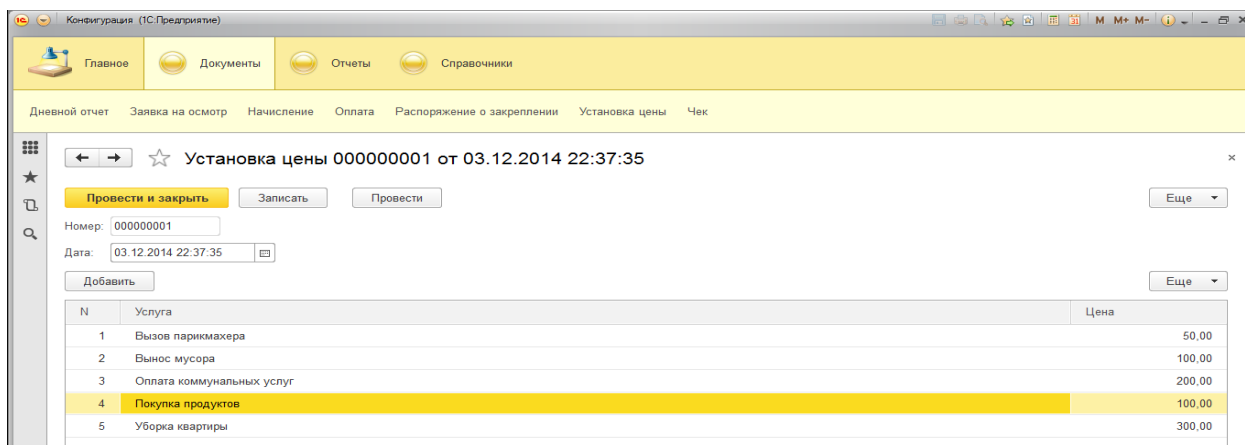 1С Конфигурация (1С:Предприятие) M M+ M-
Главное Документы Отчеты Справочники
Дневной отчет Заявка на осмотр Начисление Оплата Распоряжение о закреплении Установка цены Чек
Установка цены 000000001 от 03.12.2014 22:37:35
Провести и закрыть Записать Провести Еще
Номер: 000000001
Дата: 03.12.2014 22:37:35
Добавить Еще
N Услуга Цена
1 Вызов парикмахера 50,00
2 Вынос мусора 100,00
3 Оплата коммунальных услуг 200,00
4 Покупка продуктов 100,00
5 Уборка квартиры 300,00